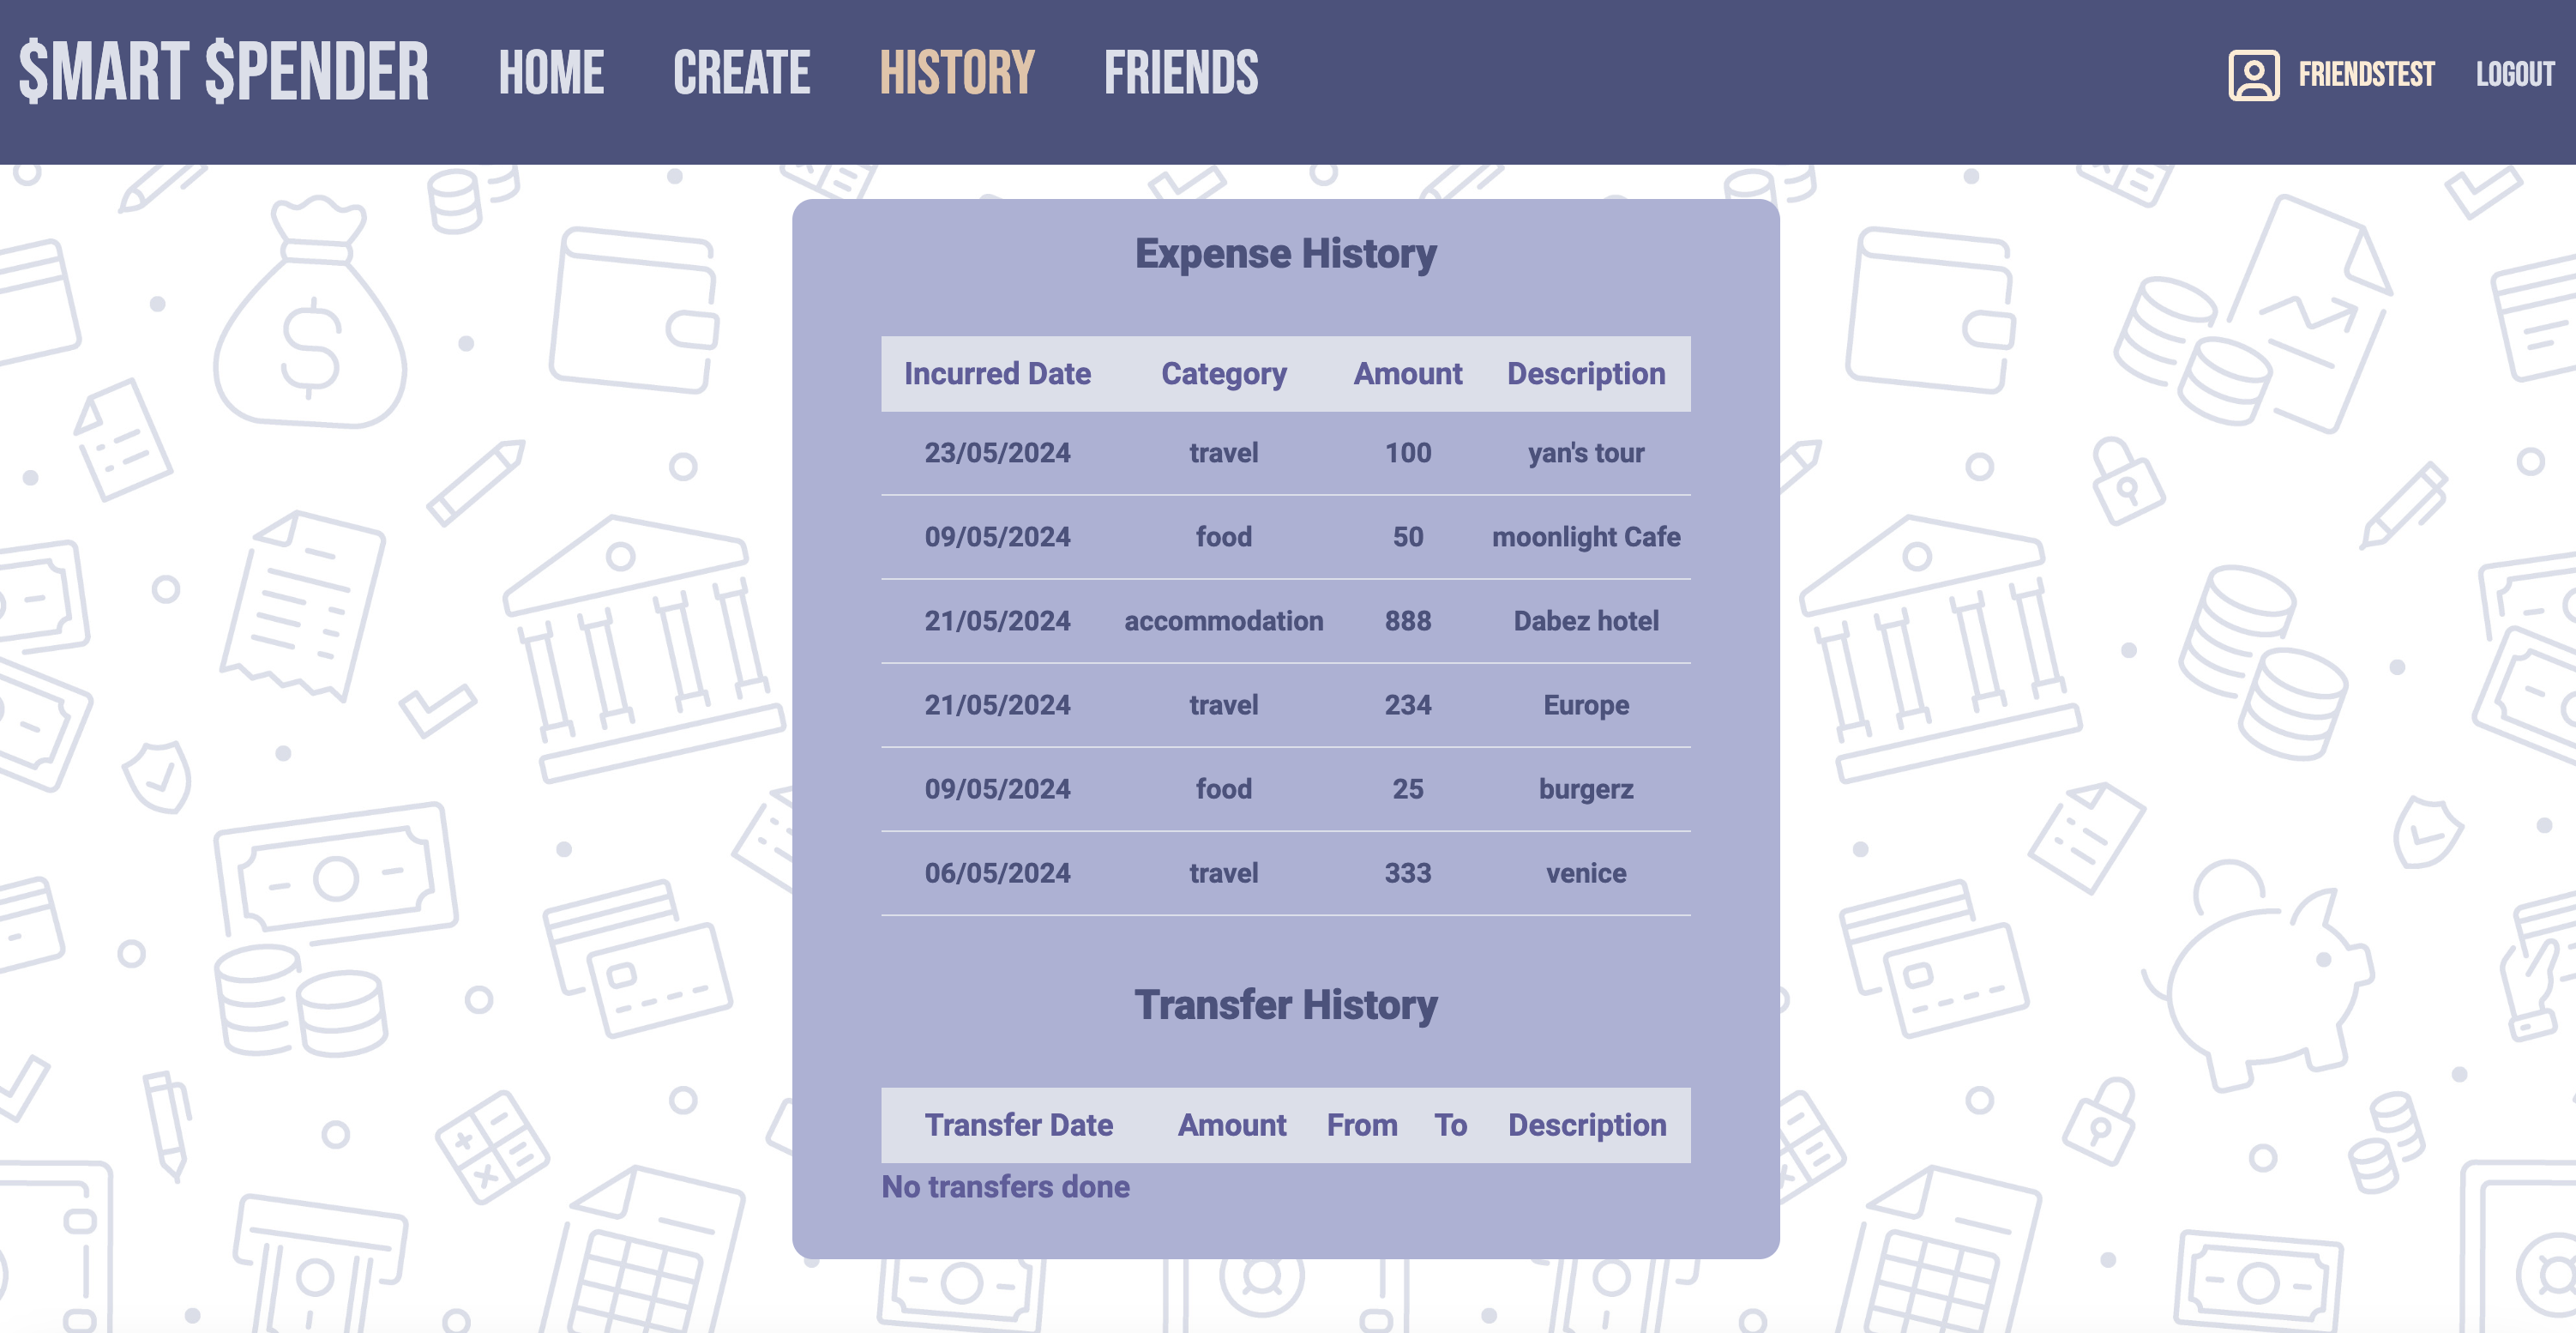 $MART $PENDER HOME CREATE HISTORY FRIENDS FRIENDSTEST LOGOUT
Expense History
Incurred Date Category Amount Description
23/05/2024 travel 100 yan's tour
09/05/2024 food 50 moonlight Cafe
21/05/2024 accommodation 888 Dabez hotel
21/05/2024 travel 234 Europe
09/05/2024 food 25 burgerz
06/05/2024 travel 333 venice
Transfer History
Transfer Date Amount From To Description
No transfers done